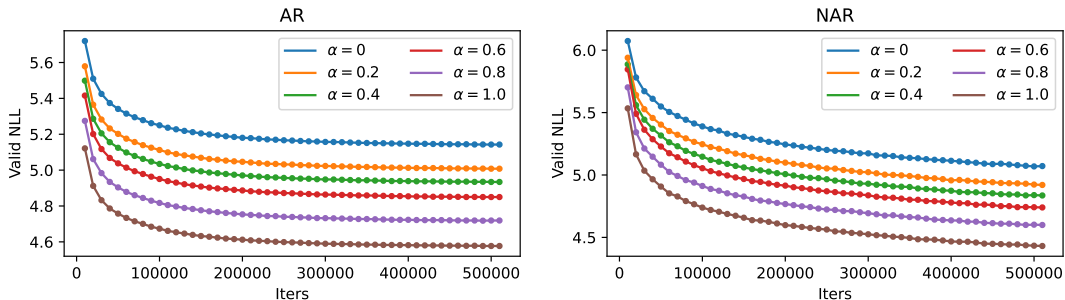 AR
Valid NLL
5.6
5.4
5.2
5.0
4.8
4.6
α = 0
α = 0.2
α = 0.4
α = 0.6
α = 0.8
α = 1.0
0
100000
200000
300000
400000
500000
Iters
NAR
Valid NLL
6.0
5.5
5.0
4.5
α = 0
α = 0.2
α = 0.4
α = 0.6
α = 0.8
α = 1.0
0
100000
200000
300000
400000
500000
Iters